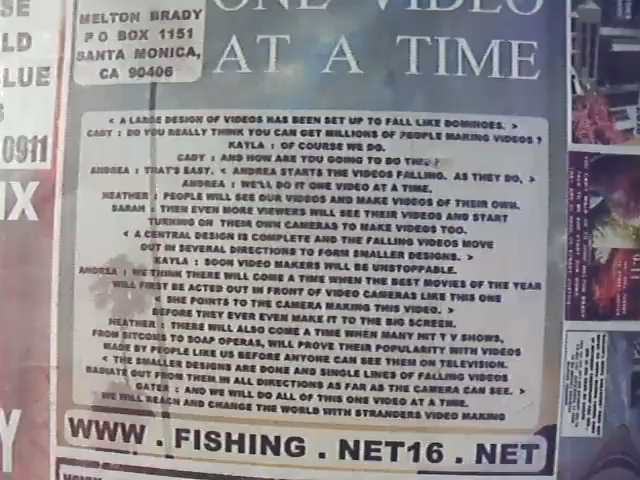 SE
LD
LUE
0911
IX
Y
MELTON BRADY
P O BOX 1151
SANTA MONICA,
CA 90406
ONE VIDEO
AT A TIME
< A LARGE DESIGN OF VIDEOS HAS BEEN SET UP TO FALL LIKE DOMINOES. >
CADY : DO YOU REALLY THINK YOU CAN GET MILLIONS OF PEOPLE MAKING VIDEOS ?
KAYLA : OF COURSE WE DO.
CADY : AND HOW ARE YOU GOING TO DO
ANDREA : THAT'S EASY. < ANDREA STARTS THE VIDEOS FALLING. AS THEY DO, >
ANDREA : WE'LL DO IT ONE VIDEO AT A TIME.
HEATHER : PEOPLE WILL SEE OUR VIDEOS AND MAKE VIDEOS OF THEIR OWN.
SARAH : THEN EVEN MORE VIEWERS WILL SEE THEIR VIDEOS AND START
TURNING ON THEIR OWN CAMERAS TO MAKE VIDEOS TOO.
< A CENTRAL DESIGN IS COMPLETE AND THE FALLING VIDEOS MOVE
OUT IN SEVERAL DIRECTIONS TO FORM SMALLER DESIGNS. >
KAYLA : SOON VIDEO MAKERS WILL BE UNSTOPPABLE.
ANDREA : WE THINK THERE WILL COME A TIME WHEN THE BEST MOVIES OF THE YEAR
WILL FIRST BE ACTED OUT IN FRONT OF VIDEO CAMERAS LIKE THIS ONE
< SHE POINTS TO THE CAMERA MAKING THIS VIDEO. >
BEFORE THEY EVER EVEN MAKE IT TO THE BIG SCREEN.
HEATHER : THERE WILL ALSO COME A TIME WHEN MANY HIT T V SHOWS,
FROM SITCOMS TO SOAP OPERAS, WILL PROVE THEIR POPULARITY WITH VIDEOS
MADE BY PEOPLE LIKE US BEFORE ANYONE CAN SEE THEM ON TELEVISION.
< THE SMALLER DESIGNS ARE DONE AND SINGLE LINES OF FALLING VIDEOS
RADIATE OUT FROM THEM IN ALL DIRECTIONS AS FAR AS THE CAMERA CAN SEE. >
GATER : AND WE WILL DO ALL OF THIS ONE VIDEO AT A TIME.
WE WILL REACH AND CHANGE THE WORLD WITH STRANDERS VIDEO MAKING
WWW . FISHING . NET16 . NET